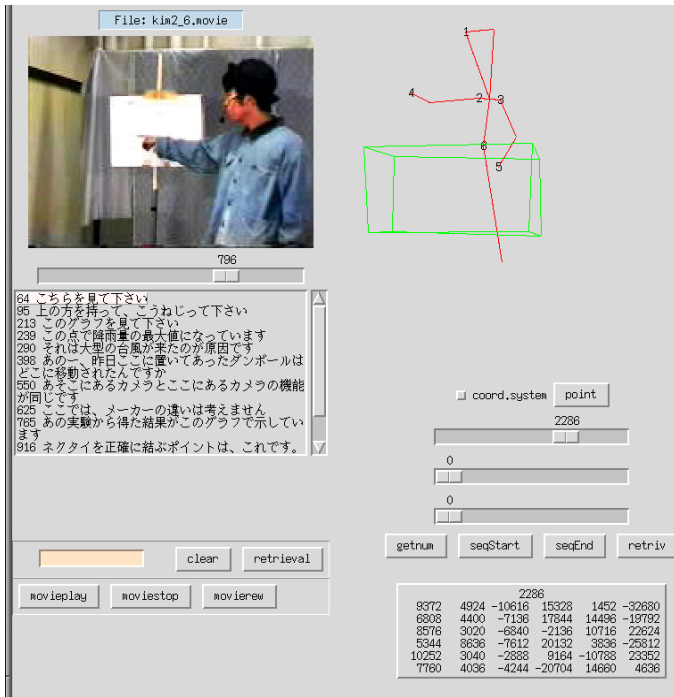 File: kim2_6.movie
796
64 こちらを見て下さい
95 上の方を持って、こうねじって下さい
213 このグラフを見て下さい
239 この点で降雨量の最大値になっています
290 それは大型の台風が来たのが原因です
398 あのー、昨日ここに置いてあったダンボールは
どこに移動されたんですか
550 あそこにあるカメラとここにあるカメラの機能
が同じです
625 ここでは、メーカーの違いは考えません
765 あの実験から得た結果がこのグラフで示してい
ます
916 ネクタイを正確に結ぶポイントは、これです。
clear retrieval
movieplay moviestop movierew
1
4 2 3
6
5
coord.system point
2286
0
0
getnum seqStart seqEnd retriv
2286
9372 4924 -10616 15328 1452 -32680
6808 4400 -7136 17844 14496 -19792
8576 3020 -6840 -2136 10716 22624
5344 8636 -7612 20132 3836 -25812
10252 3040 -2888 9164 -10788 23352
7760 4036 -4244 -20704 14660 4636